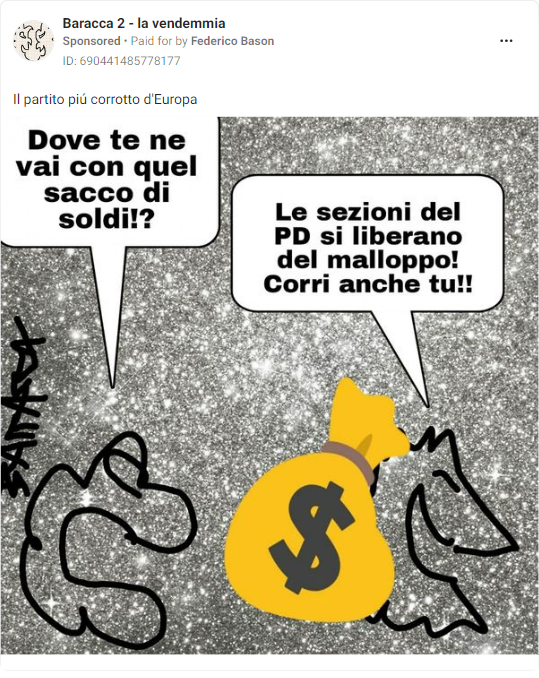 Baracca 2 - la vendemmia
Sponsored • Paid for by Federico Bason
ID: 690441485778177
Il partito piú corrotto d'Europa
Dove te ne
vai con quel
sacco di
soldi!?
Le sezioni del
PD si liberano
del malloppo!
Corri anche tu!!
$